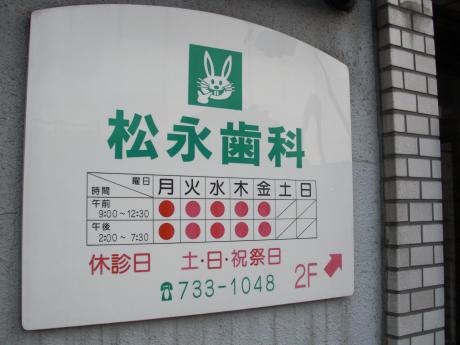 松永歯科
曜日 月 火 水 木 金 土 日
時間
午前
9:00~12:30
午後
2:00~7:30
休診日 土・日・祝祭日
☎733-1048 2F